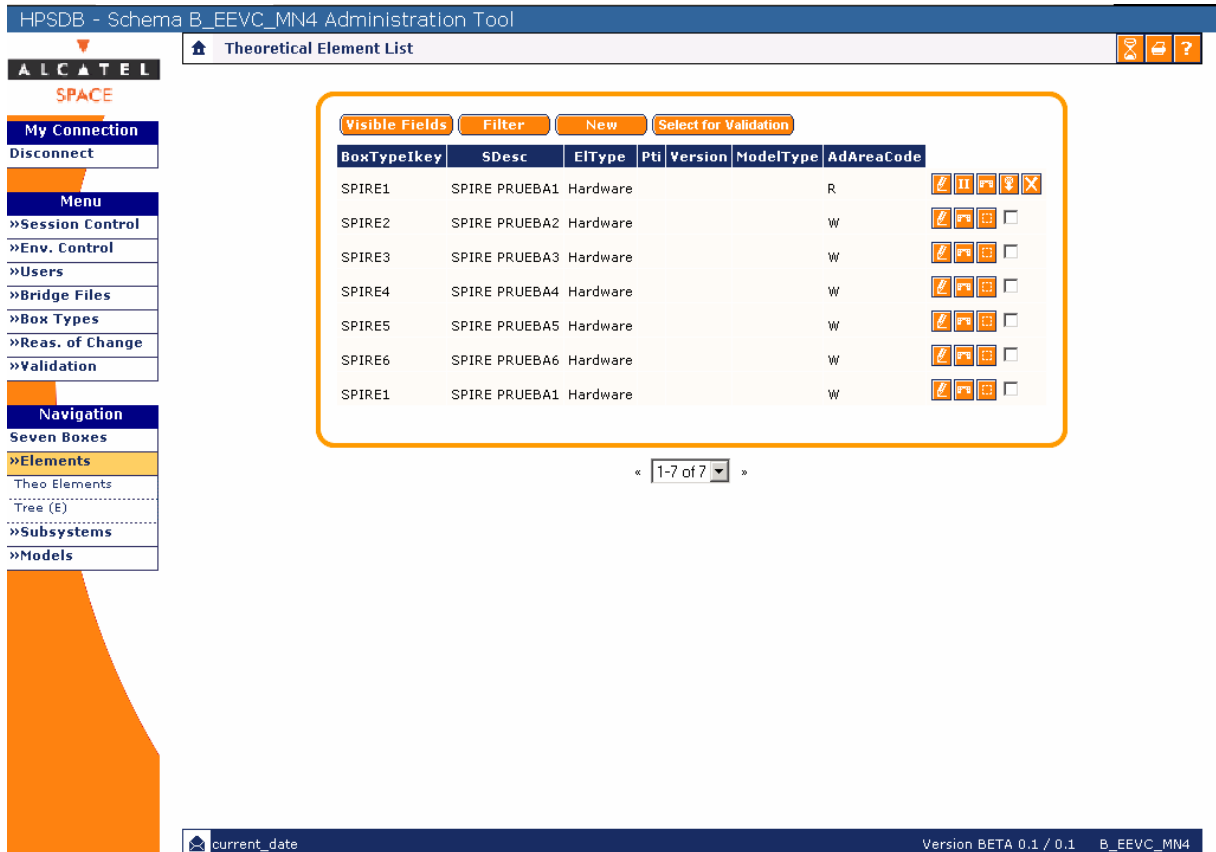 HPSDB - Schema B_EEVC_MN4 Administration Tool
Theoretical Element List
?
ALCATEL
SPACE
My Connection
Disconnect
Menu
»Session Control
»Env. Control
»Users
»Bridge Files
»Box Types
»Reas. of Change
»Validation
Navigation
Seven Boxes
»Elements
Theo Elements
Tree (E)
»Subsystems
»Models
Visible Fields Filter New Select for Validation
BoxTypeIkey SDesc ElType Pti Version ModelType AdAreaCode
SPIRE1 SPIRE PRUEBA1 Hardware R
SPIRE2 SPIRE PRUEBA2 Hardware W
SPIRE3 SPIRE PRUEBA3 Hardware W
SPIRE4 SPIRE PRUEBA4 Hardware W
SPIRE5 SPIRE PRUEBA5 Hardware W
SPIRE6 SPIRE PRUEBA6 Hardware W
SPIRE1 SPIRE PRUEBA1 Hardware W
« 1-7 of 7 »
current_date Version BETA 0.1 / 0.1 B_EEVC_MN4